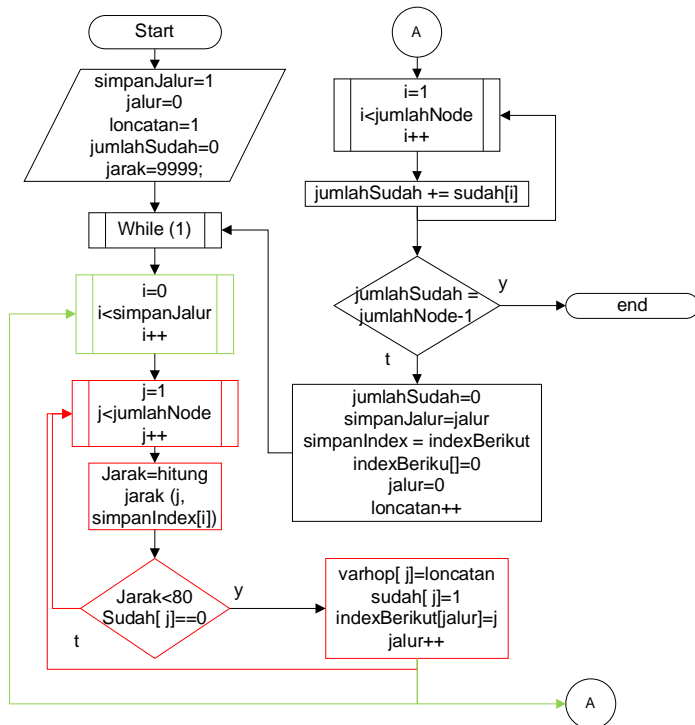 Start
simpanJalur=1
jalur=0
loncatan=1
jumlahSudah=0
jarak=9999;
While (1)
i=0
i<simpanJalur
i++
j=1
j<jumlahNode
j++
Jarak=hitung
jarak (j,
simpanIndex[i])
Jarak<80
Sudah[ j]==0
y
t
varhop[ j]=loncatan
sudah[ j]=1
indexBerikut[jalur]=j
jalur++
A
A
i=1
i<jumlahNode
i++
jumlahSudah += sudah[i]
jumlahSudah =
jumlahNode-1
y
t
end
jumlahSudah=0
simpanJalur=jalur
simpanIndex = indexBerikut
indexBeriku[]=0
jalur=0
loncatan++